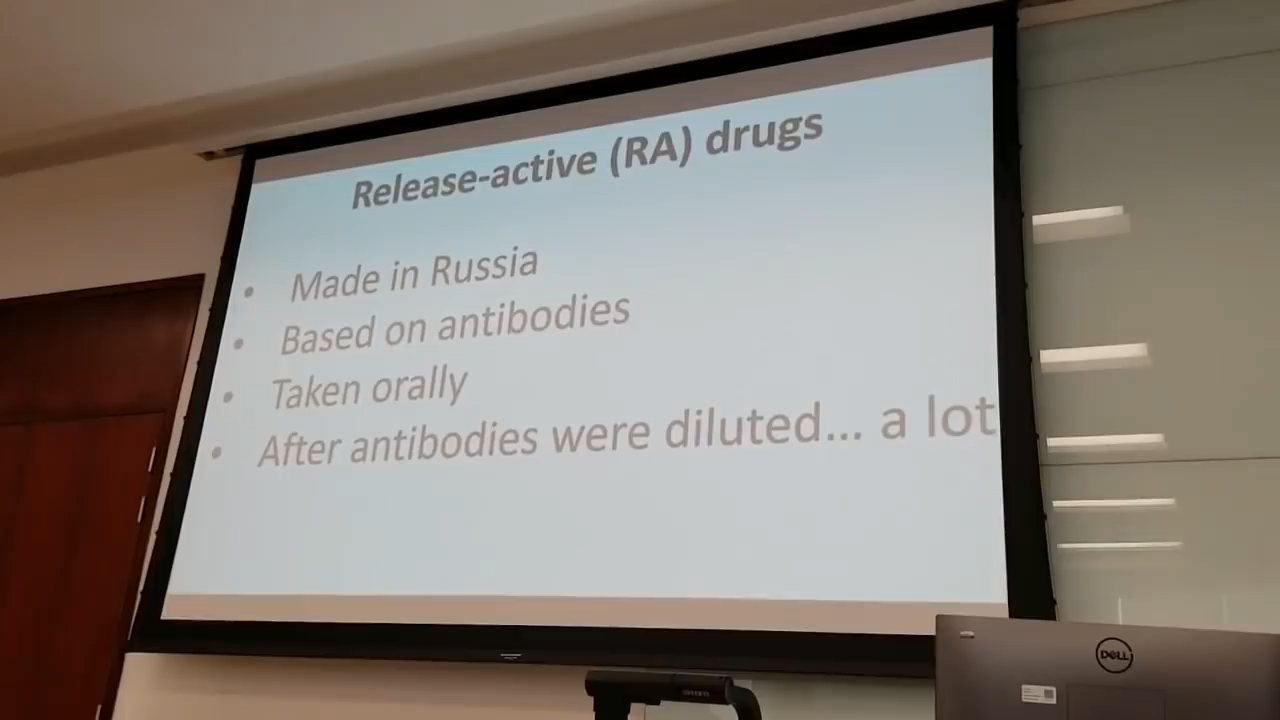 Release-active (RA) drugs
• Made in Russia
• Based on antibodies
• Taken orally
• After antibodies were diluted... a lot
DELL